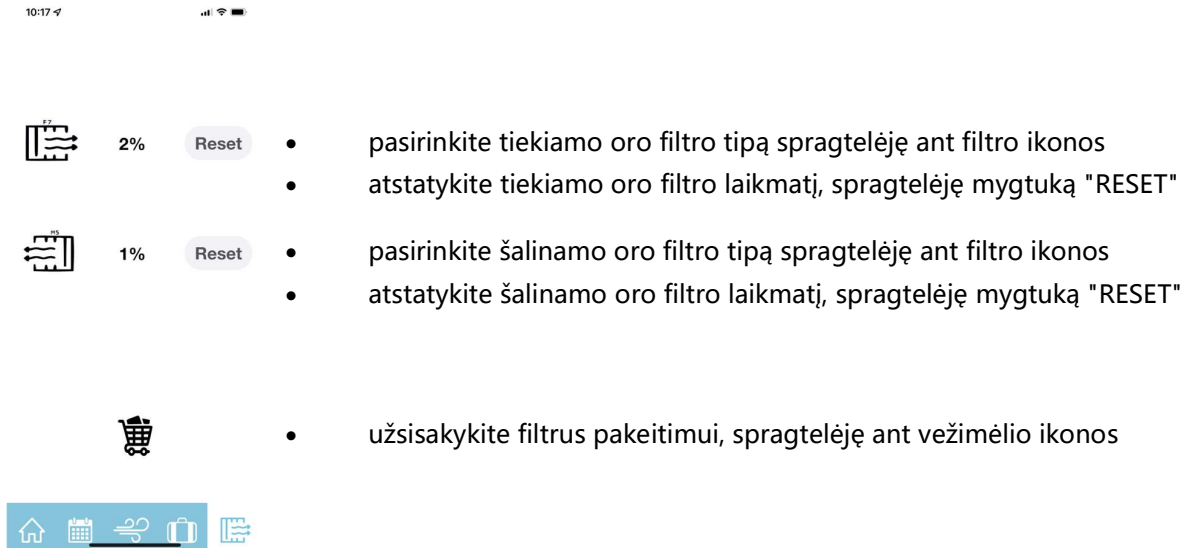 10:17
F7
2%
Reset
• pasirinkite tiekiamo oro filtro tipą spragtelėję ant filtro ikonos
• atstatykite tiekiamo oro filtro laikmatį, spragtelėję mygtuką "RESET"
M5
1%
Reset
• pasirinkite šalinamo oro filtro tipą spragtelėję ant filtro ikonos
• atstatykite šalinamo oro filtro laikmatį, spragtelėję mygtuką "RESET"
• užsisakykite filtrus pakeitimui, spragtelėję ant vežimėlio ikonos